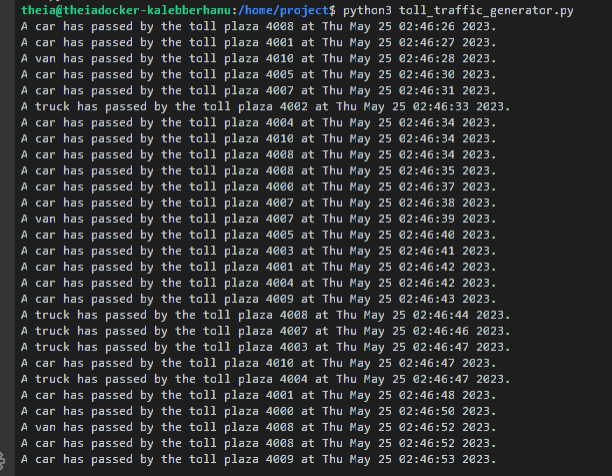 theia@theiadocker-kalebberhanu:/home/project$ python3 toll_traffic_generator.py
A car has passed by the toll plaza 4008 at Thu May 25 02:46:26 2023.
A car has passed by the toll plaza 4001 at Thu May 25 02:46:27 2023.
A van has passed by the toll plaza 4010 at Thu May 25 02:46:28 2023.
A car has passed by the toll plaza 4005 at Thu May 25 02:46:30 2023.
A car has passed by the toll plaza 4007 at Thu May 25 02:46:31 2023.
A truck has passed by the toll plaza 4002 at Thu May 25 02:46:33 2023.
A car has passed by the toll plaza 4004 at Thu May 25 02:46:34 2023.
A car has passed by the toll plaza 4010 at Thu May 25 02:46:34 2023.
A car has passed by the toll plaza 4008 at Thu May 25 02:46:34 2023.
A car has passed by the toll plaza 4008 at Thu May 25 02:46:35 2023.
A car has passed by the toll plaza 4000 at Thu May 25 02:46:37 2023.
A car has passed by the toll plaza 4007 at Thu May 25 02:46:38 2023.
A van has passed by the toll plaza 4007 at Thu May 25 02:46:39 2023.
A car has passed by the toll plaza 4005 at Thu May 25 02:46:40 2023.
A car has passed by the toll plaza 4003 at Thu May 25 02:46:41 2023.
A car has passed by the toll plaza 4001 at Thu May 25 02:46:42 2023.
A car has passed by the toll plaza 4004 at Thu May 25 02:46:42 2023.
A car has passed by the toll plaza 4009 at Thu May 25 02:46:43 2023.
A truck has passed by the toll plaza 4008 at Thu May 25 02:46:44 2023.
A truck has passed by the toll plaza 4007 at Thu May 25 02:46:46 2023.
A truck has passed by the toll plaza 4003 at Thu May 25 02:46:47 2023.
A car has passed by the toll plaza 4010 at Thu May 25 02:46:47 2023.
A truck has passed by the toll plaza 4004 at Thu May 25 02:46:47 2023.
A car has passed by the toll plaza 4001 at Thu May 25 02:46:48 2023.
A car has passed by the toll plaza 4000 at Thu May 25 02:46:50 2023.
A van has passed by the toll plaza 4008 at Thu May 25 02:46:52 2023.
A car has passed by the toll plaza 4008 at Thu May 25 02:46:52 2023.
A car has passed by the toll plaza 4009 at Thu May 25 02:46:53 2023.